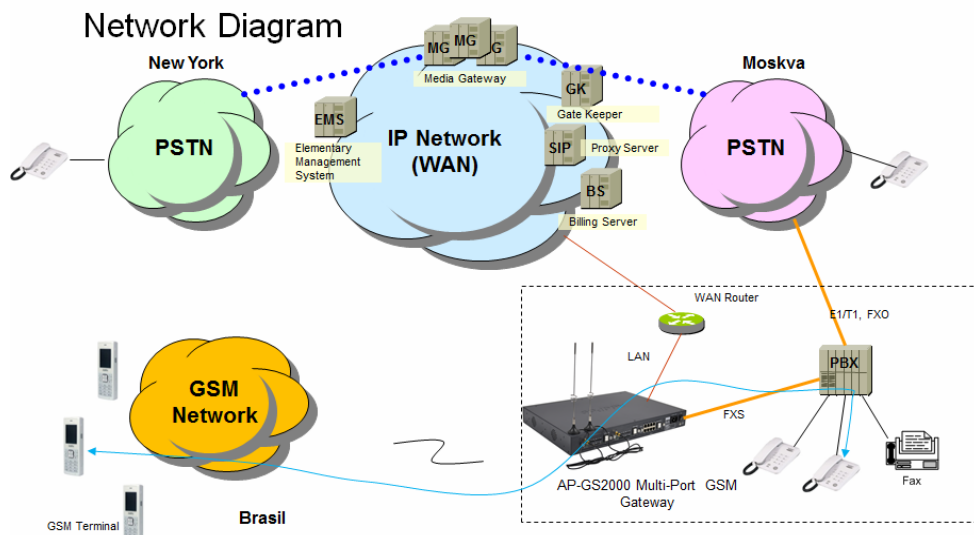 Network Diagram
New York
MG
MG
G
Media Gateway
Moskva
GK
Gate Keeper
EMS
Elementary
Management
System
PSTN
IP Network
(WAN)
SIP
Proxy Server
PSTN
BS
Billing Server
WAN Router
E1/T1, FXO
LAN
PBX
GSM
Network
FXS
Fax
AP-GS2000 Multi-Port GSM
Gateway
GSM Terminal
Brasil